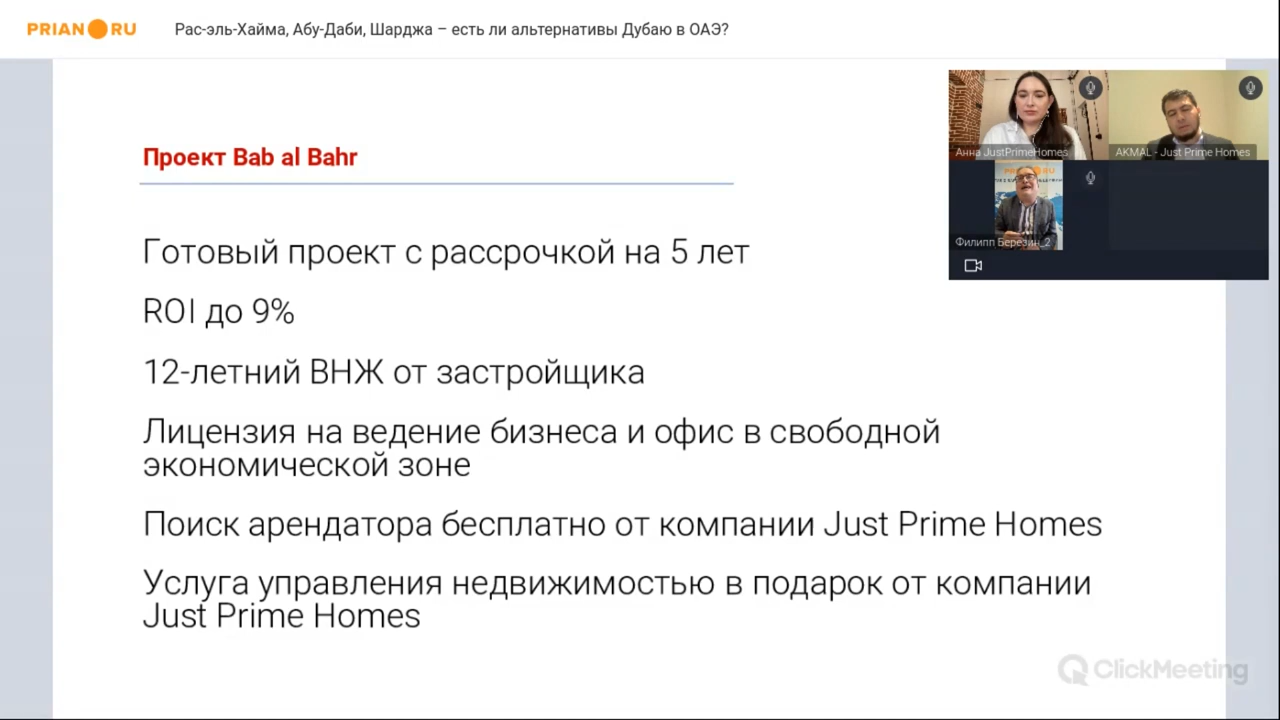 PRIAN RU
Рас-эль-Хайма, Абу-Даби, Шарджа – есть ли альтернативы Дубаю в ОАЭ?
Анна JustPrimeHomes
AKMAL - Just Prime Homes
PRIAN RU
Филипп Березин_2
Проект Bab al Bahr
Готовый проект с рассрочкой на 5 лет
ROI до 9%
12-летний ВНЖ от застройщика
Лицензия на ведение бизнеса и офис в свободной
экономической зоне
Поиск арендатора бесплатно от компании Just Prime Homes
Услуга управления недвижимостью в подарок от компании
Just Prime Homes
ClickMeeting